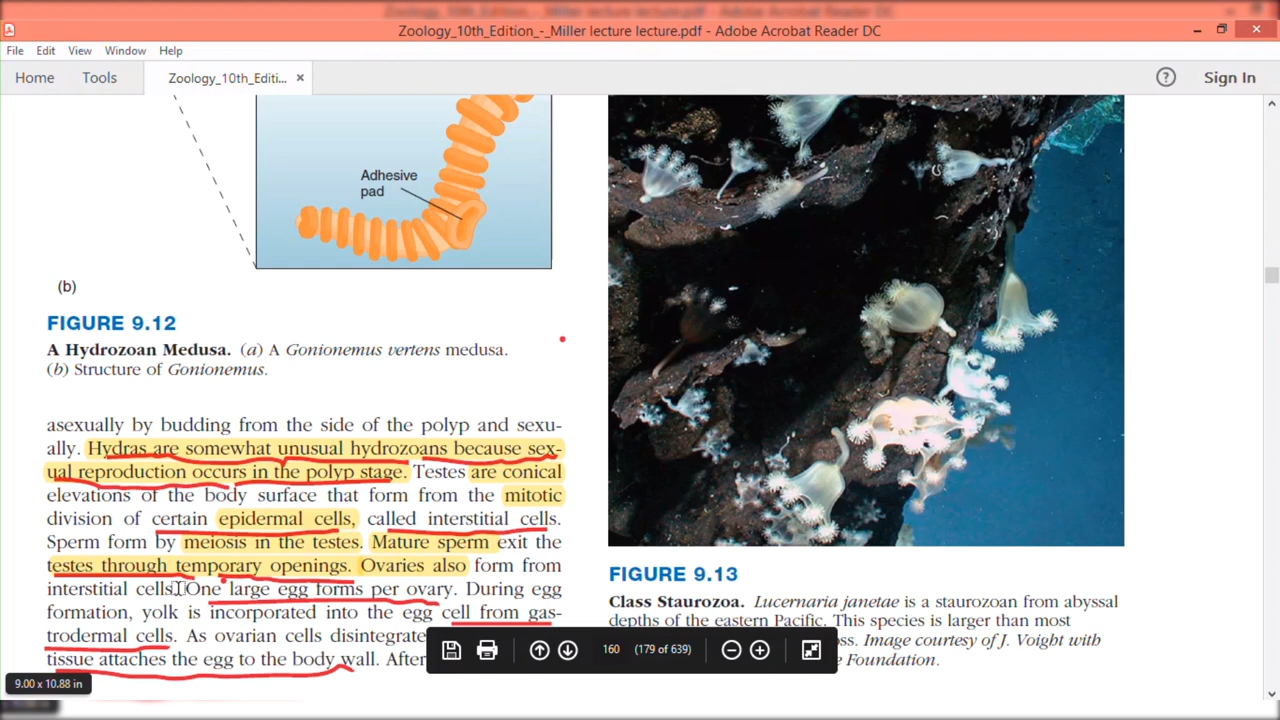 Zoology_10th_Edition_-_Miller lecture lecture.pdf - Adobe Acrobat Reader DC
File Edit View Window Help
Home Tools Zoology_10th_Editi... × ? Sign In
Adhesive
pad
(b)
FIGURE 9.12
A Hydrozoan Medusa. (a) A Gonionemus vertens medusa.
(b) Structure of Gonionemus.
asexually by budding from the side of the polyp and sexu-
ally. Hydras are somewhat unusual hydrozoans because sex-
ual reproduction occurs in the polyp stage. Testes are conical
elevations of the body surface that form from the mitotic
division of certain epidermal cells, called interstitial cells.
Sperm form by meiosis in the testes. Mature sperm exit the
testes through temporary openings. Ovaries also form from
interstitial cells. One large egg forms per ovary. During egg
formation, yolk is incorporated into the egg cell from gas-
trodermal cells. As ovarian cells disintegrate
tissue attaches the egg to the body wall. After
FIGURE 9.13
Class Staurozoa. Lucernaria janetae is a staurozoan from abyssal
depths of the eastern Pacific. This species is larger than most
oss. Image courtesy of J. Voight with
e Foundation.
160 (179 of 639)
9.00 x 10.88 in